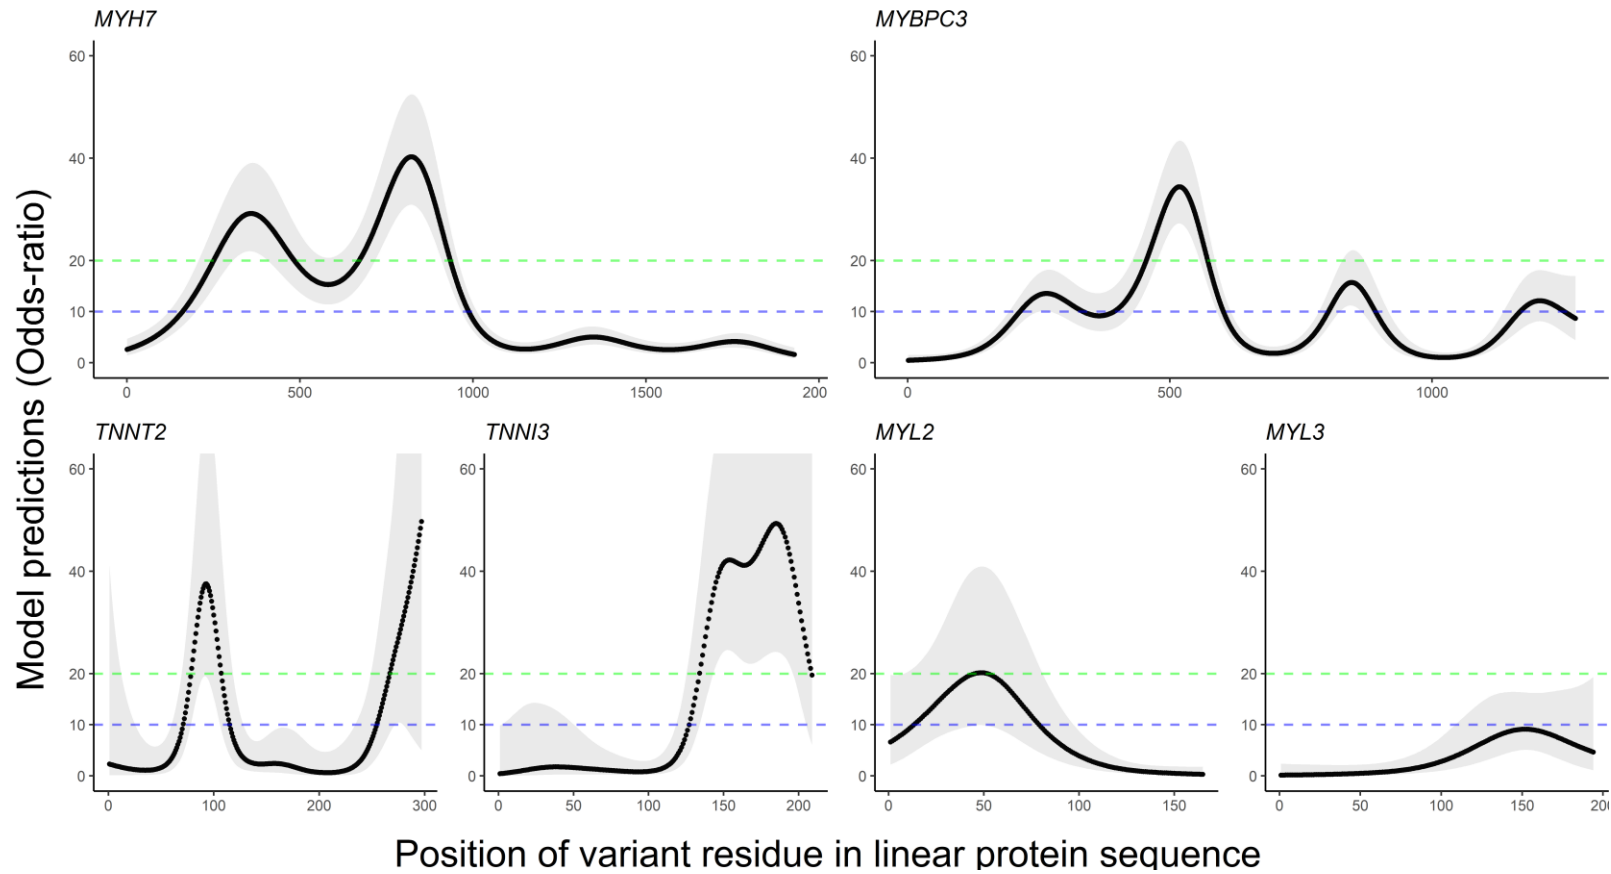 MYH7
MYBPC3
60
40
20
10
0
0 500 1000 1500 200
60
40
20
10
0
0 500 1000
TNNT2
TNNI3
MYL2
MYL3
60
40
20
10
0
0 100 200 300
60
40
20
10
0
0 50 100 150 200
60
40
20
10
0
0 50 100 150
60
40
20
10
0
0 50 100 150 200
Model predictions (Odds-ratio)
Position of variant residue in linear protein sequence